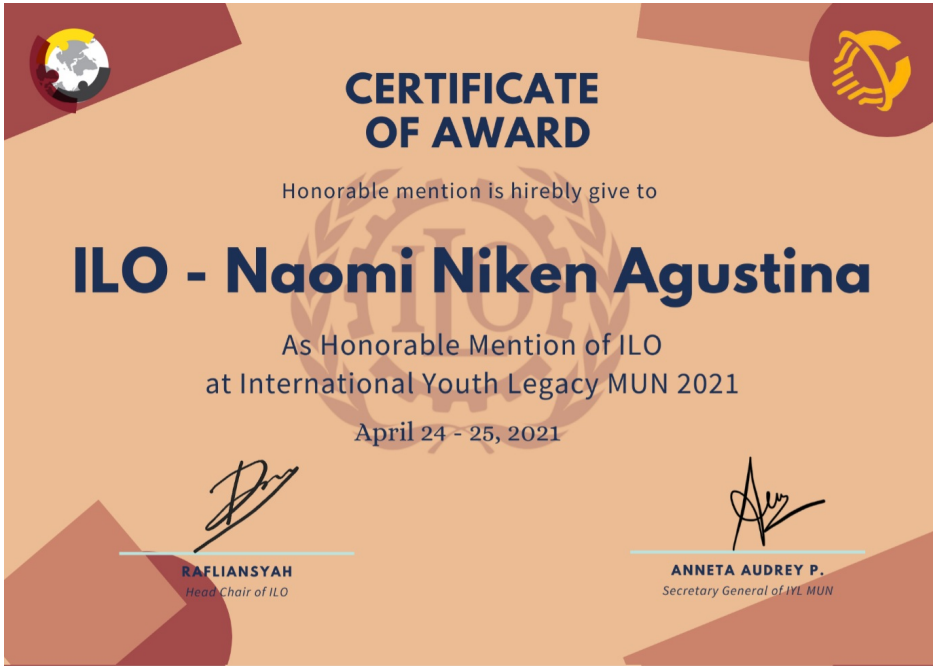 CERTIFICATE
OF AWARD
Honorable mention is hirebly give to
ILO
ILO - Naomi Niken Agustina
As Honorable Mention of ILO
at International Youth Legacy MUN 2021
April 24 - 25, 2021
RAFLIANSYAH
Head Chair of ILO
ANNETA AUDREY P.
Secretary General of IYL MUN